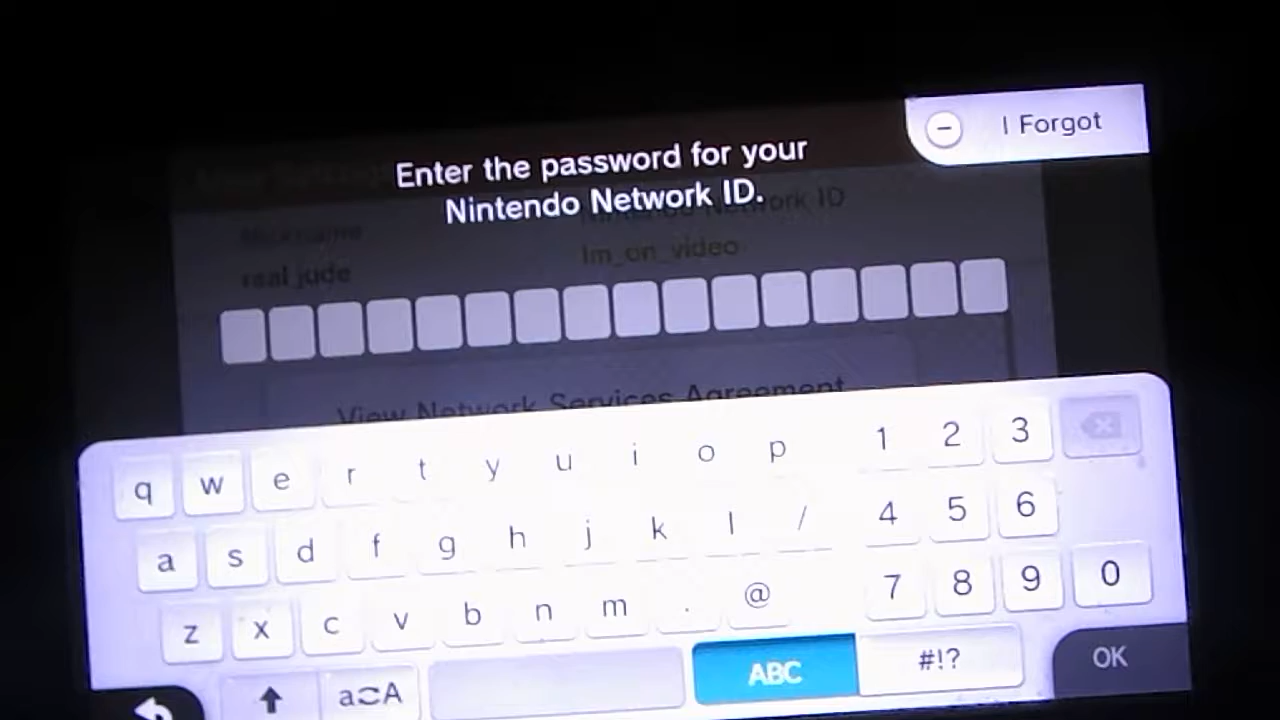 I Forgot
Enter the password for your
Nintendo Network ID.
Nickname
Nintendo Network ID
real jude
Im_on_video
View Network Services Agreement
q w e r t y u i o p 1 2 3
a s d f g h j k l / 4 5 6
z x c v b n m . @ 7 8 9 0
a A ABC #!? OK